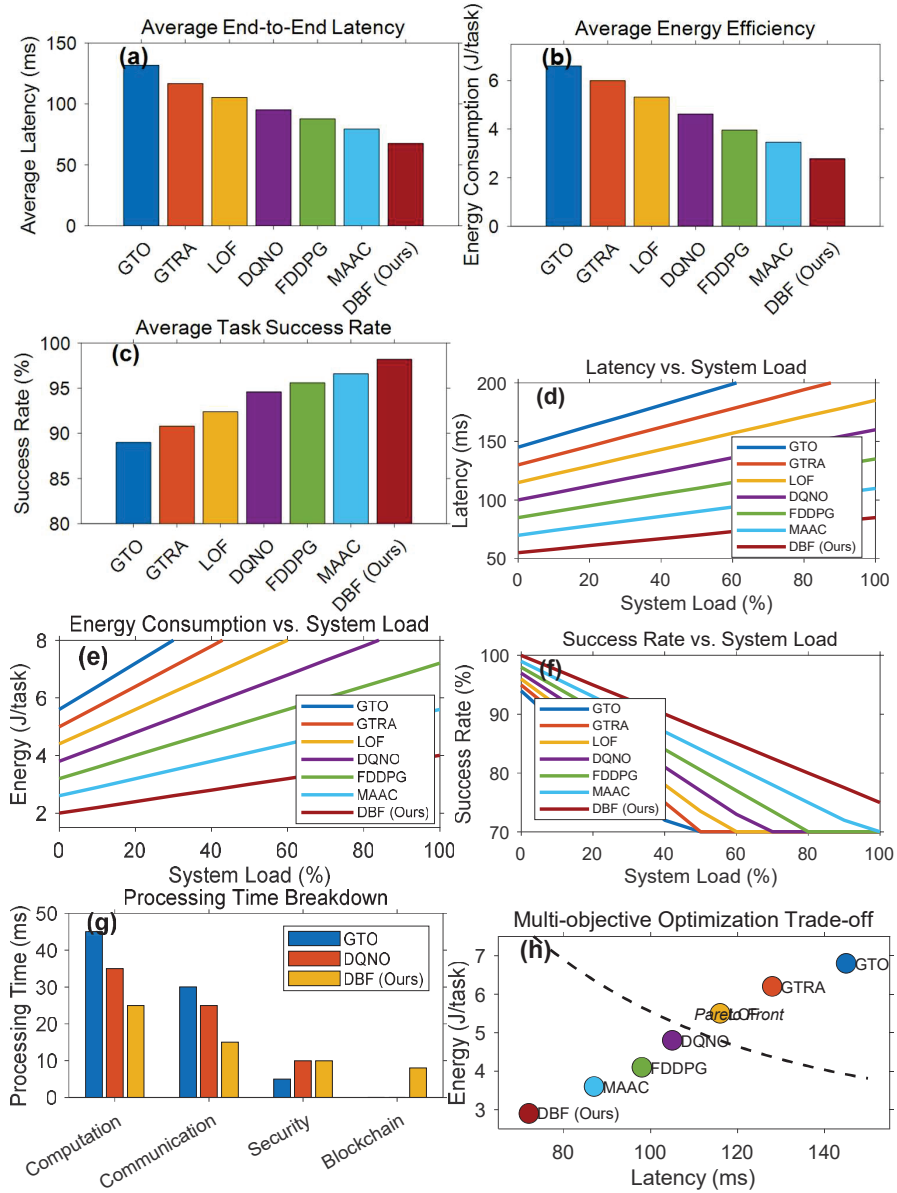 Average End-to-End Latency
(a)
Average Latency (ms)
150
100
50
0
GTO
GTRA
LOF
DQNO
FDDPG
MAAC
DBF (Ours)
Average Energy Efficiency
(b)
Energy Consumption (J/task)
6
4
2
0
GTO
GTRA
LOF
DQNO
FDDPG
MAAC
DBF (Ours)
Average Task Success Rate
(c)
Success Rate (%)
100
95
90
85
80
GTO
GTRA
LOF
DQNO
FDDPG
MAAC
DBF (Ours)
Latency vs. System Load
(d)
Latency (ms)
200
150
100
50
GTO
GTRA
LOF
DQNO
FDDPG
MAAC
DBF (Ours)
0 20 40 60 80 100
System Load (%)
Energy Consumption vs. System Load
(e)
Energy (J/task)
8
6
4
2
GTO
GTRA
LOF
DQNO
FDDPG
MAAC
DBF (Ours)
0 20 40 60 80 100
System Load (%)
Success Rate vs. System Load
(f)
Success Rate (%)
100
90
80
70
GTO
GTRA
LOF
DQNO
FDDPG
MAAC
DBF (Ours)
0 20 40 60 80 100
System Load (%)
Processing Time Breakdown
(g)
Processing Time (ms)
50
40
30
20
10
0
GTO
DQNO
DBF (Ours)
Computation
Communication
Security
Blockchain
Multi-objective Optimization Trade-off
(h)
Energy (J/task)
7
6
5
4
3
GTO
GTRA
LOF
Pareto Front
DQNO
FDDPG
MAAC
DBF (Ours)
80 100 120 140
Latency (ms)